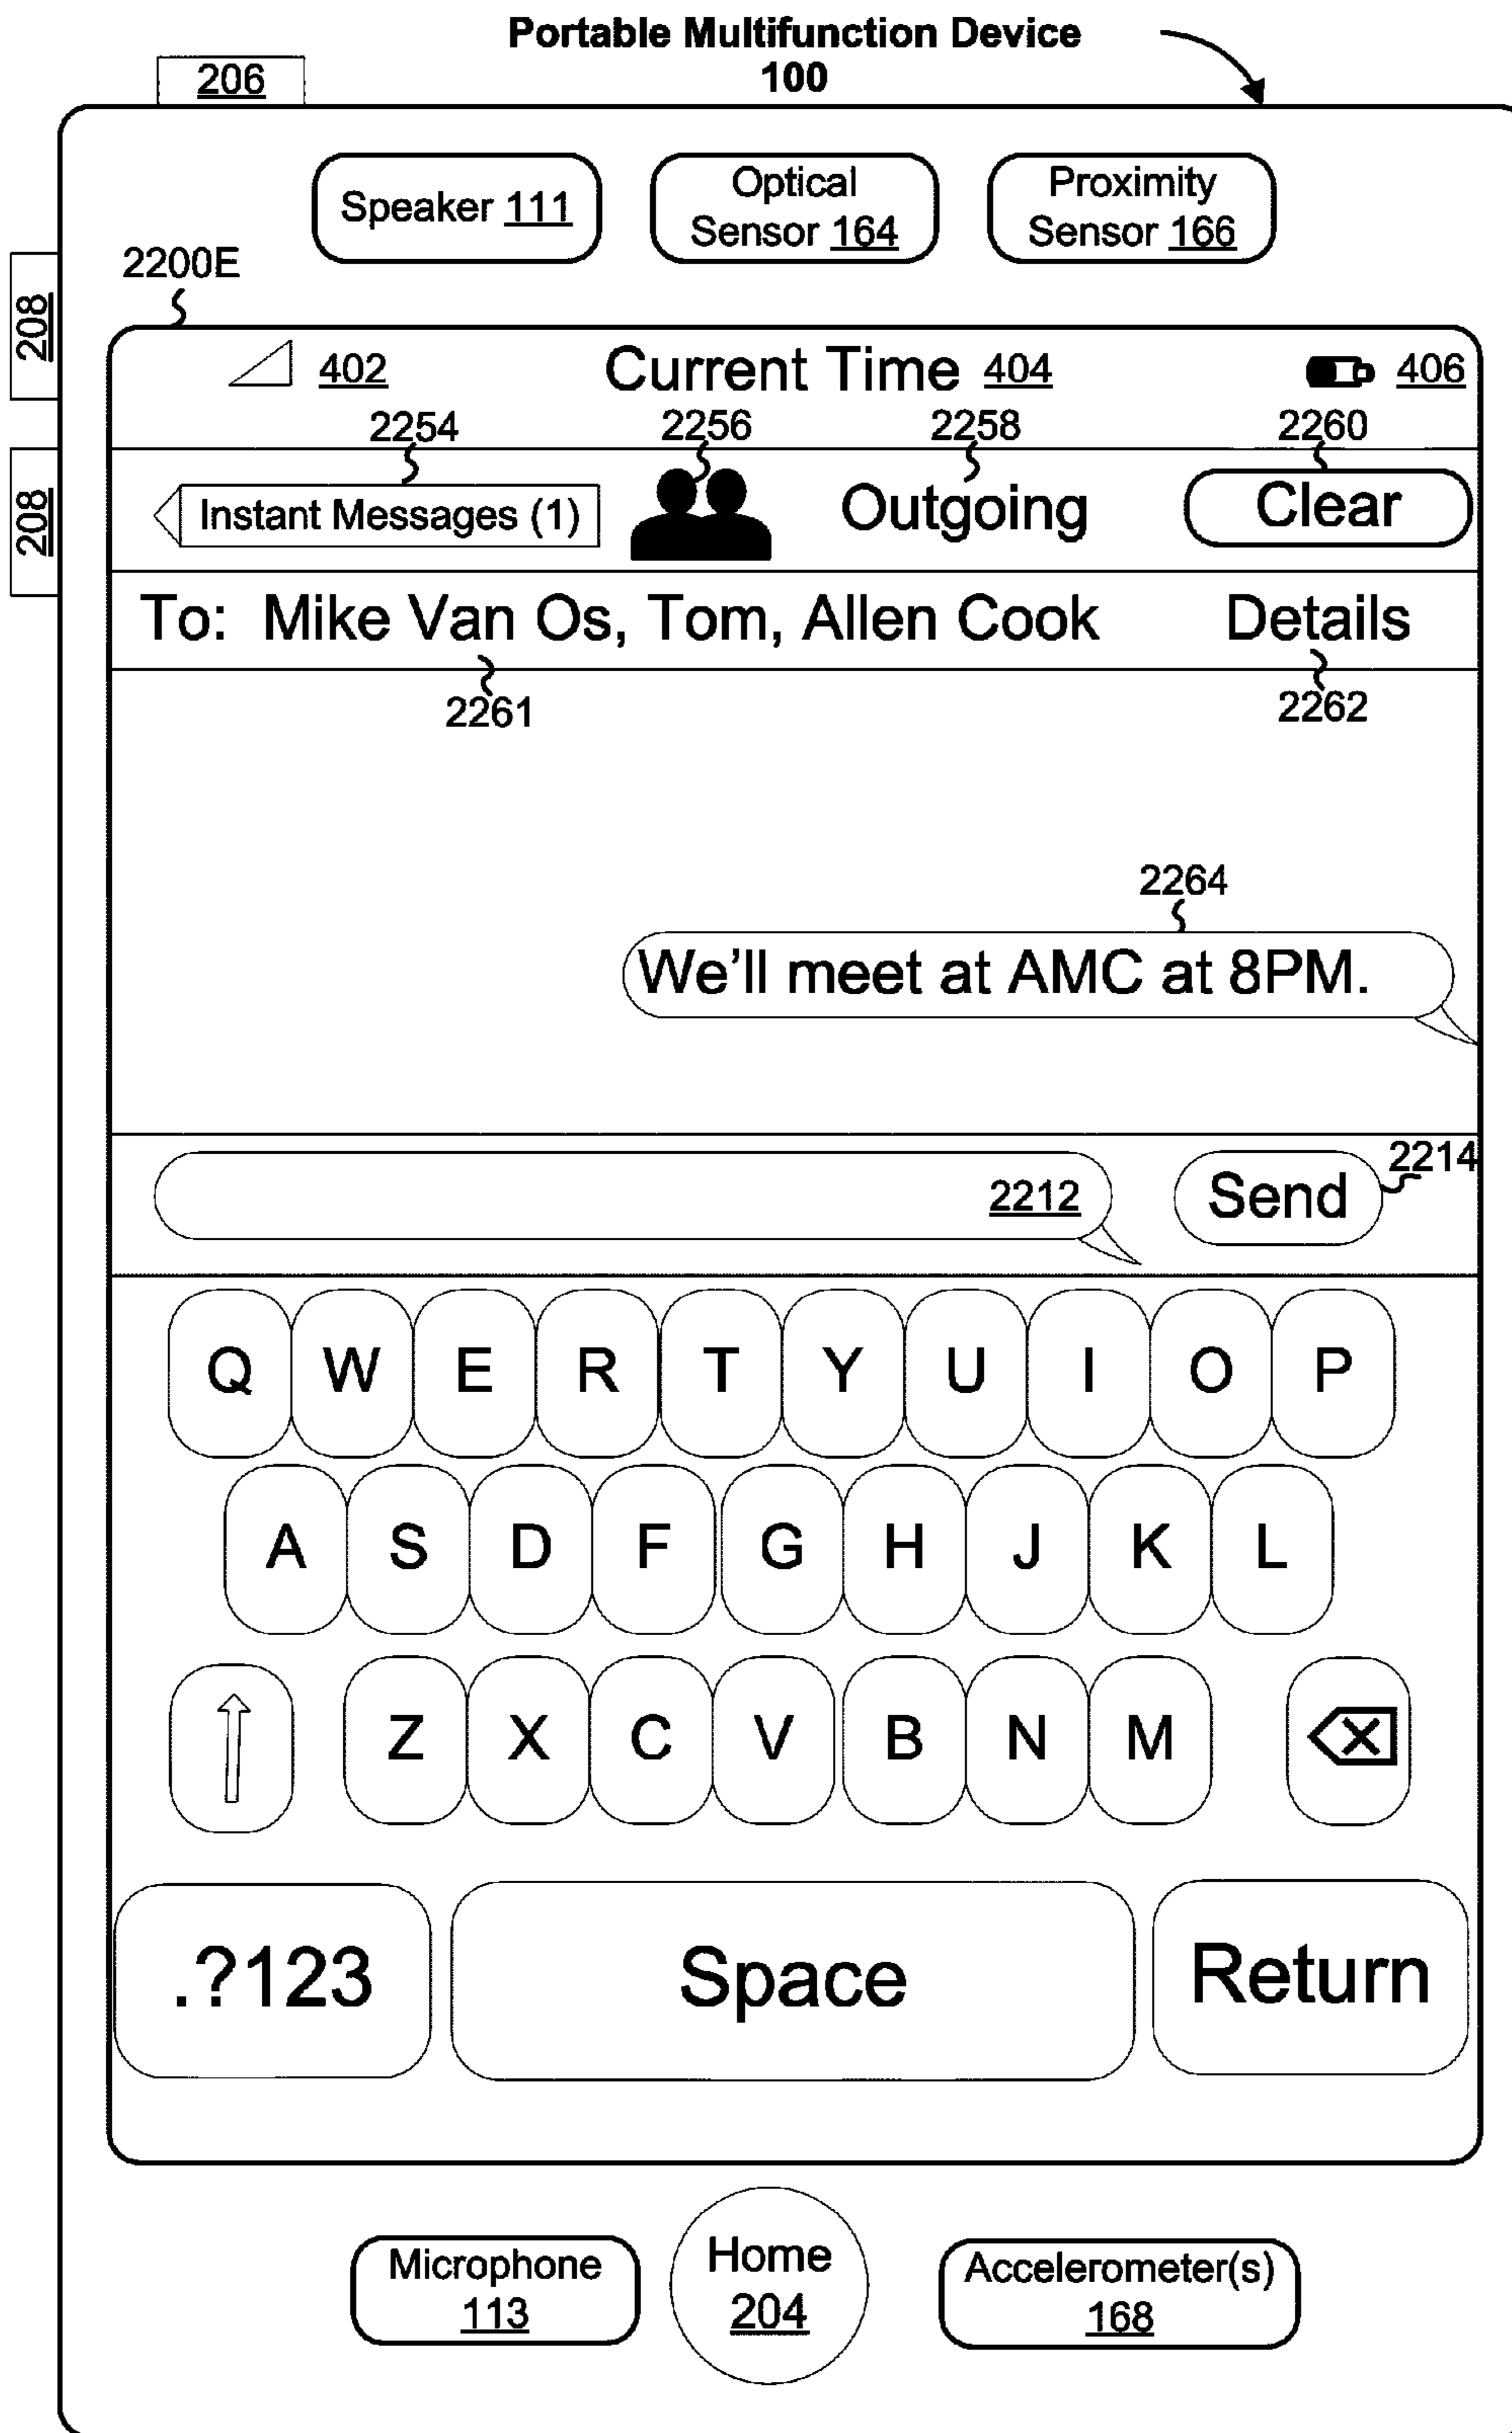 Portable Multifunction Device
100
206
Speaker 111
Optical
Sensor 164
Proximity
Sensor 166
2200E
208
402
Current Time 404
406
2254
2256
2258
2260
208
Instant Messages (1)
Outgoing
Clear
To: Mike Van Os, Tom, Allen Cook
Details
2261
2262
2264
We'll meet at AMC at 8PM.
2212
Send
2214
Q W E R T Y U I O P
A S D F G H J K L
Z X C V B N M
.?123
Space
Return
Microphone
113
Home
204
Accelerometer(s)
168